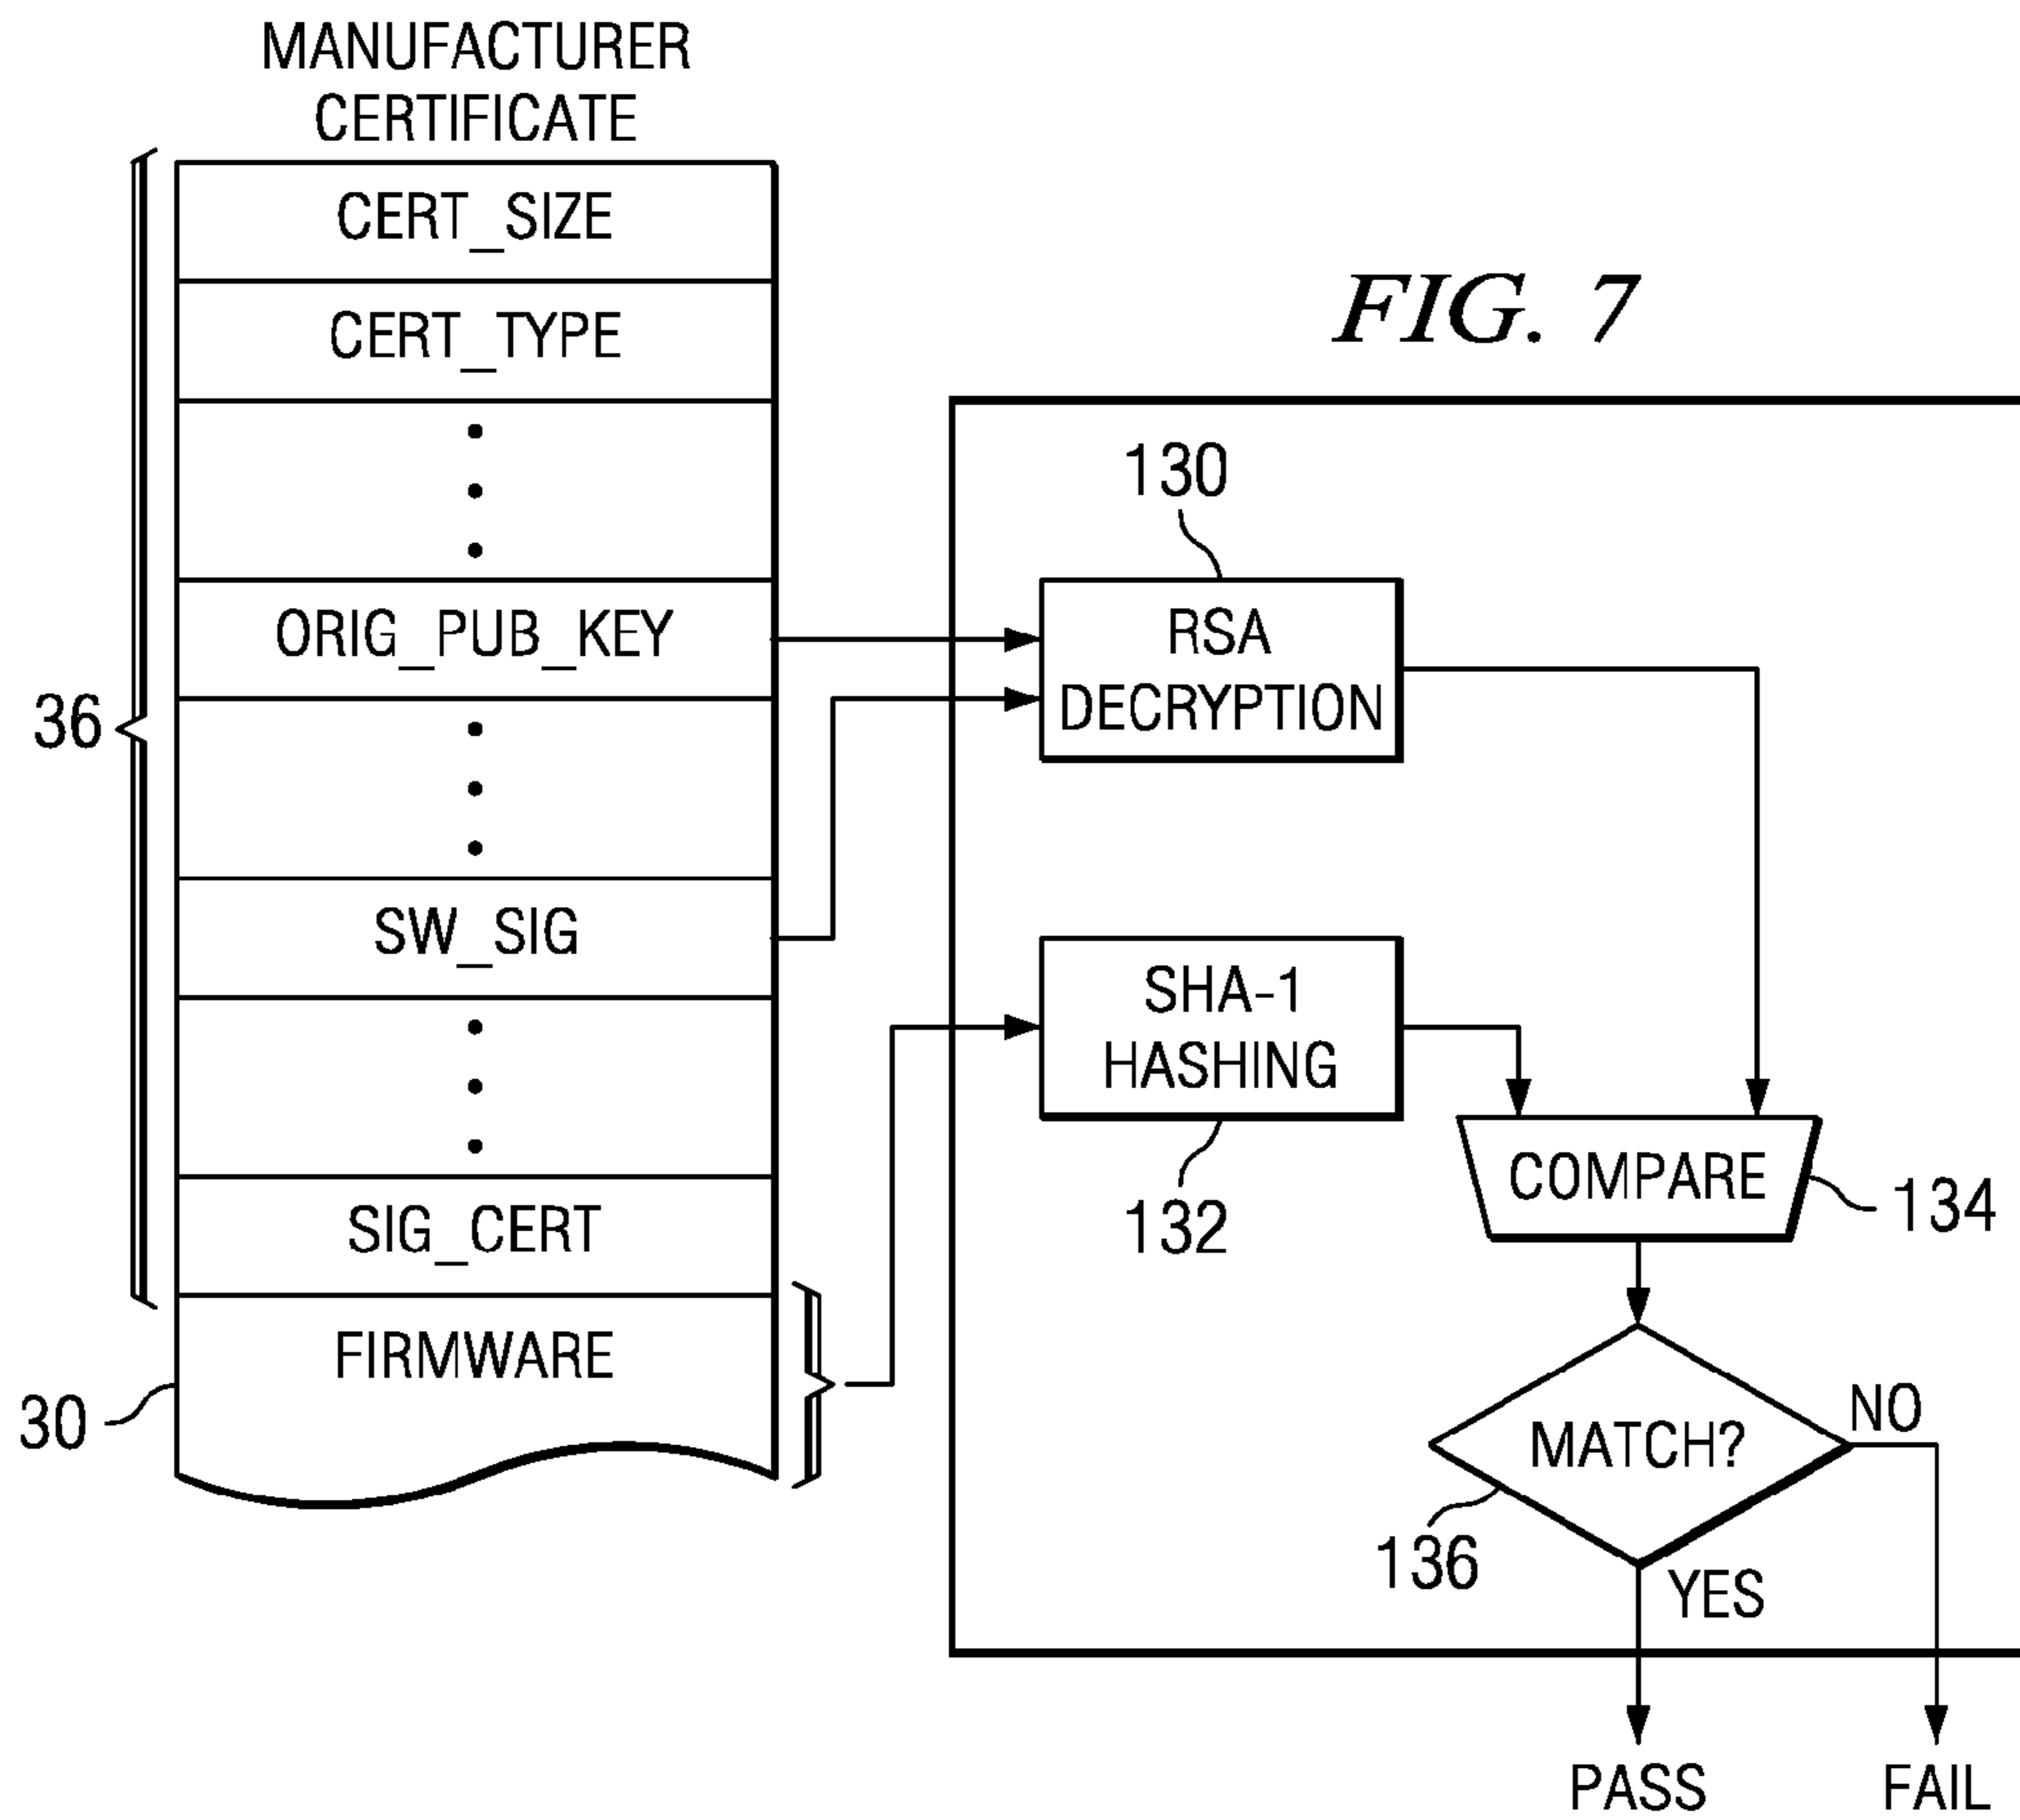 MANUFACTURER
CERTIFICATE
CERT_SIZE
CERT_TYPE
FIG. 7
130
ORIG_PUB_KEY
RSA
DECRYPTION
36
SW_SIG
SHA-1
HASHING
132
COMPARE
134
SIG_CERT
FIRMWARE
30
MATCH?
NO
136
YES
PASS
FAIL